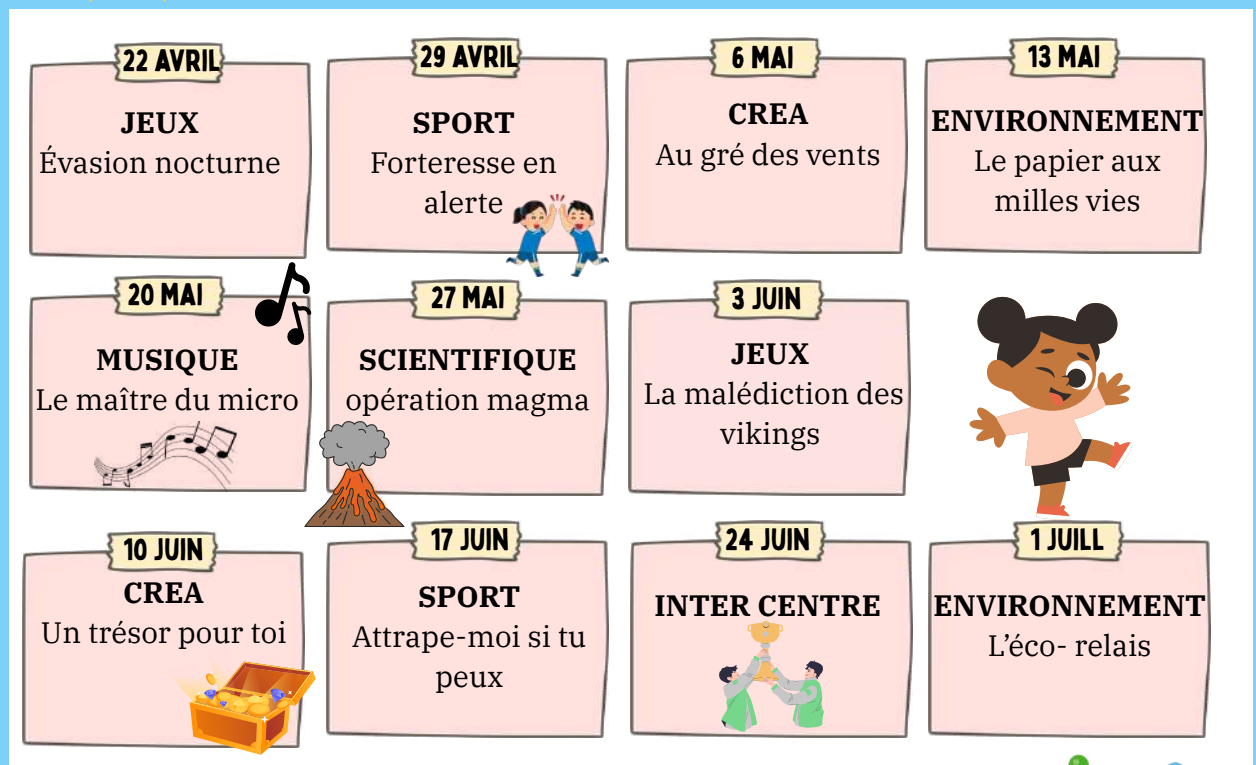 22 AVRIL
JEUX
Évasion nocturne
29 AVRIL
SPORT
Forteresse en
alerte
6 MAI
CREA
Au gré des vents
13 MAI
ENVIRONNEMENT
Le papier aux
milles vies
20 MAI
MUSIQUE
Le maître du micro
27 MAI
SCIENTIFIQUE
opération magma
3 JUIN
JEUX
La malédiction des
vikings
10 JUIN
CREA
Un trésor pour toi
17 JUIN
SPORT
Attrape-moi si tu
peux
24 JUIN
INTER CENTRE
1 JUILL
ENVIRONNEMENT
L’éco- relais